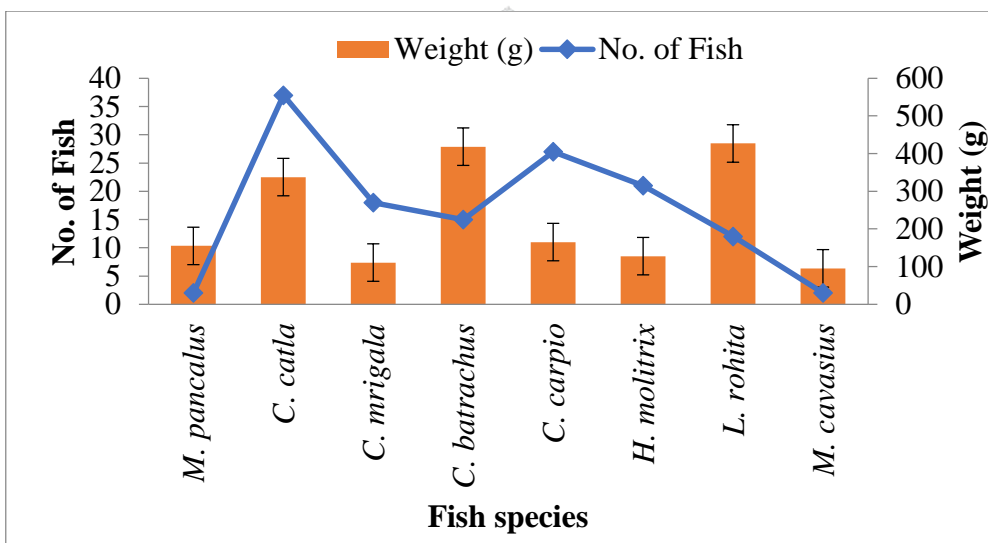 Weight (g) No. of Fish
40
35
30
25
20
15
10
5
0
No. of Fish
600
500
400
300
200
100
0
Weight (g)
M. pancalus
C. catla
C. mrigala
C. batrachus
C. carpio
H. molitrix
L. rohita
M. cavasius
Fish species